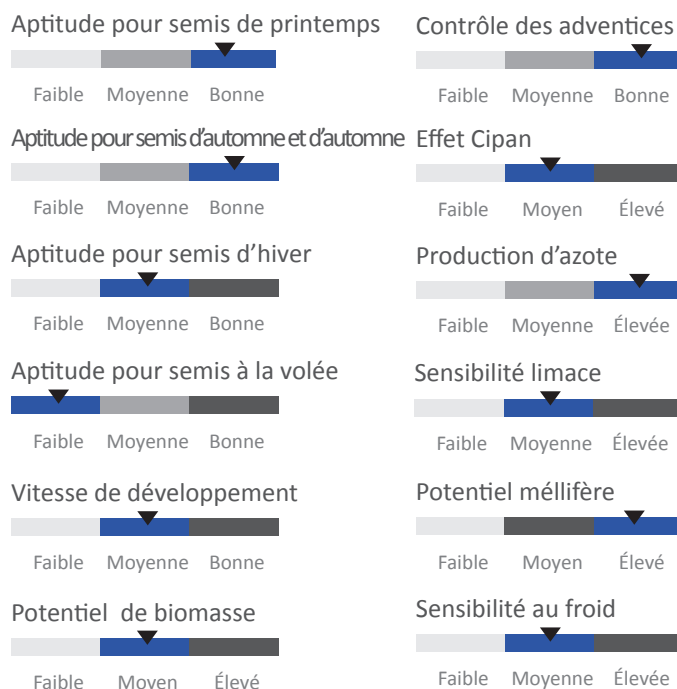 Aptitude pour semis de printemps
Faible Moyenne Bonne
Aptitude pour semis d'automne et d'automne
Faible Moyenne Bonne
Aptitude pour semis d'hiver
Faible Moyenne Bonne
Aptitude pour semis à la volée
Faible Moyenne Bonne
Vitesse de développement
Faible Moyenne Bonne
Potentiel de biomasse
Faible Moyen Élevé
Contrôle des adventices
Faible Moyenne Bonne
Effet Cipan
Faible Moyen Élevé
Production d'azote
Faible Moyenne Élevée
Sensibilité limace
Faible Moyenne Élevée
Potentiel méllifère
Faible Moyen Élevé
Sensibilité au froid
Faible Moyenne Élevée